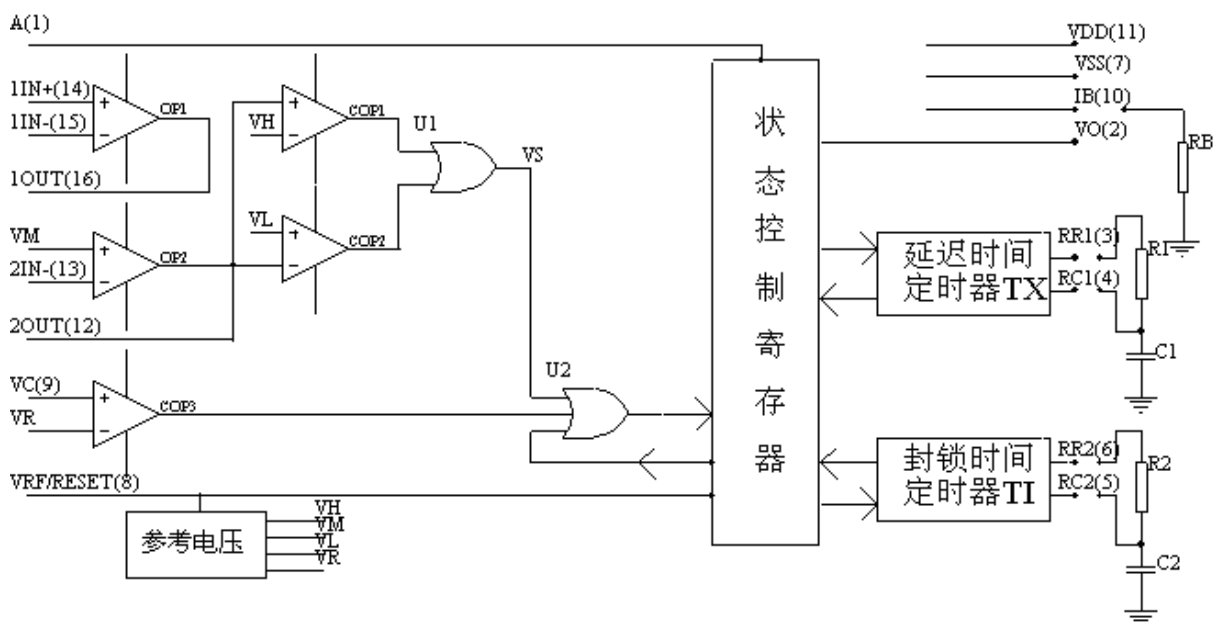 A(1)
1IN+(14)
1IN-(15)
OP1
1OUT(16)
VM
2IN-(13)
OP2
2OUT(12)
VC(9)
VR
COP3
VRF/RESET(8)
参考电压
VH
VM
VL
VR
VH
COP1
VL
COP2
U1
VS
U2
状态控制寄存器
VDD(11)
VSS(7)
IB(10)
VO(2)
RB
延迟时间
定时器TX
RR1(3)
RC1(4)
R1
C1
封锁时间
定时器TI
RR2(6)
RC2(5)
R2
C2